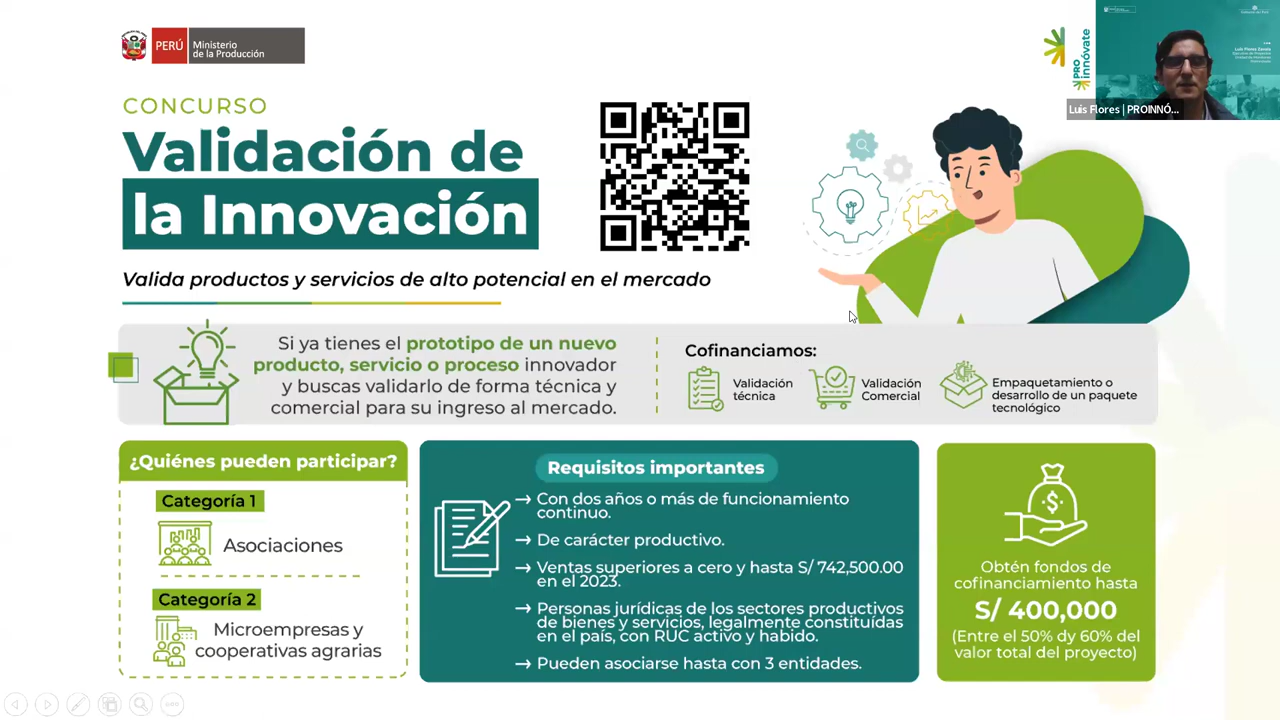 PERÚ
Ministerio
de la Producción
PRO
innóvate
Luis Flores | PROINNÓ...
CONCURSO
Validación de
la Innovación
Valida productos y servicios de alto potencial en el mercado
Si ya tienes el prototipo de un nuevo
producto, servicio o proceso innovador
y buscas validarlo de forma técnica y
comercial para su ingreso al mercado.
Cofinanciamos:
Validación
técnica
Validación
Comercial
Empaquetamiento o
desarrollo de un paquete
tecnológico
¿Quiénes pueden participar?
Categoría 1
Asociaciones
Categoría 2
Microempresas y
cooperativas agrarias
Requisitos importantes
→ Con dos años o más de funcionamiento
continuo.
→ De carácter productivo.
→ Ventas superiores a cero y hasta S/ 742,500.00
en el 2023.
→ Personas jurídicas de los sectores productivos
de bienes y servicios, legalmente constituídas
en el país, con RUC activo y habido.
→ Pueden asociarse hasta con 3 entidades.
Obtén fondos de
cofinanciamiento hasta
S/ 400,000
(Entre el 50% dy 60% del
valor total del proyecto)